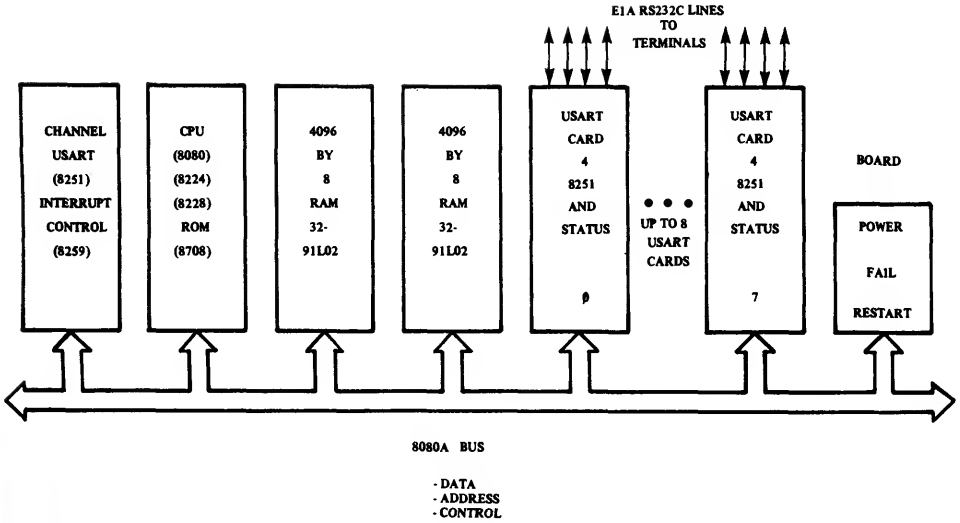 E1A RS232C LINES
TO
TERMINALS
CHANNEL
USART
(8251)
INTERRUPT
CONTROL
(8259)
CPU
(8080)
(8224)
(8228)
ROM
(8708)
4096
BY
8
RAM
32-
91L02
4096
BY
8
RAM
32-
91L02
USART
CARD
4
8251
AND
STATUS
0
• • •
UP TO 8
USART
CARDS
USART
CARD
4
8251
AND
STATUS
7
BOARD
POWER
FAIL
RESTART
8080A BUS
- DATA
- ADDRESS
- CONTROL